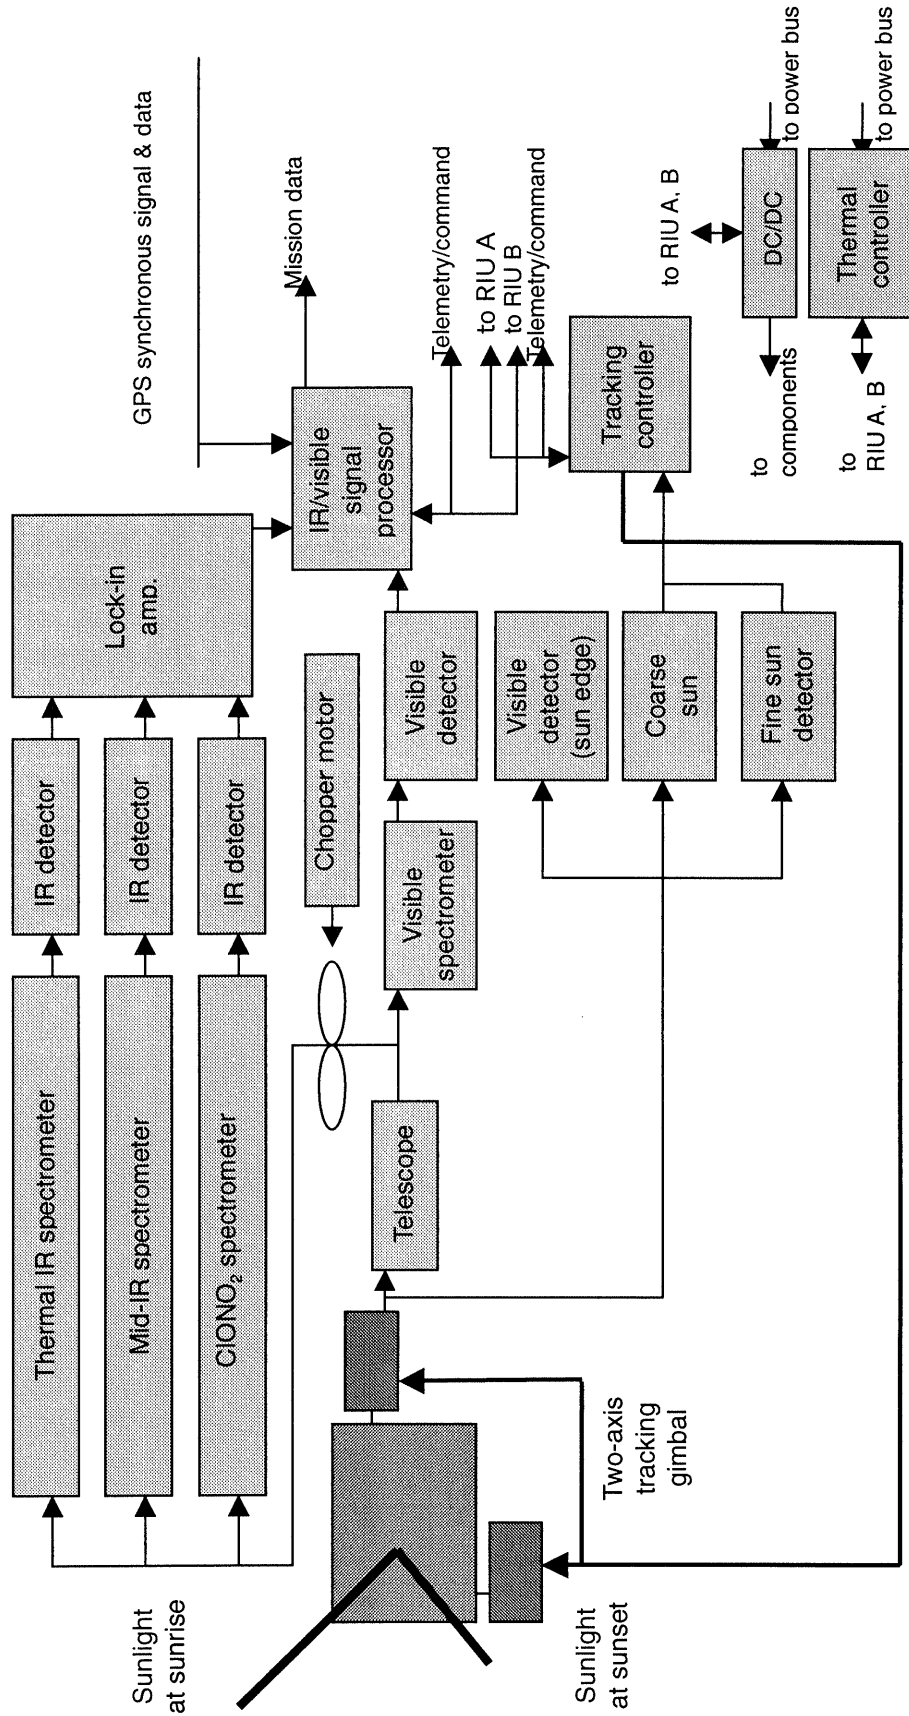 GPS synchronous signal & data
Mission data
Telemetry/command
to RIU A
to RIU B
Telemetry/command
to RIU A, B
to power bus
to power bus
DC/DC
Thermal
controller
to
components
to
RIU A, B
Tracking
controller
IR/visible
signal
processor
Lock-in
amp.
IR detector
IR detector
IR detector
Chopper motor
Visible
detector
Visible
detector
(sun edge)
Coarse
sun
Fine sun
detector
Visible
spectrometer
Thermal IR spectrometer
Mid-IR spectrometer
ClONO₂ spectrometer
Telescope
Two-axis
tracking
gimbal
Sunlight
at sunrise
Sunlight
at sunset